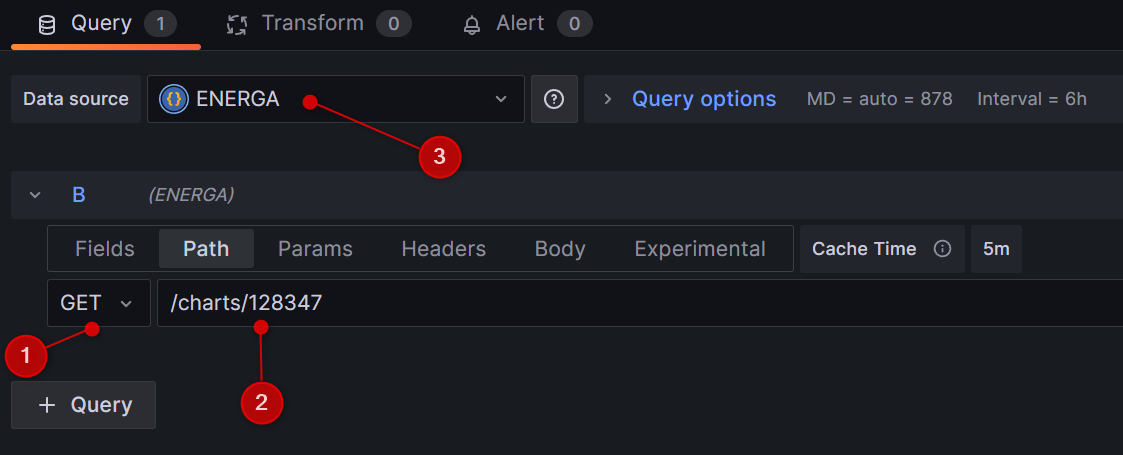 Query 1 Transform 0 Alert 0
Data source {} ENERGA ? > Query options MD = auto = 878 Interval = 6h
3
B (ENERGA)
Fields Path Params Headers Body Experimental Cache Time i 5m
GET /charts/128347
1
2
+ Query